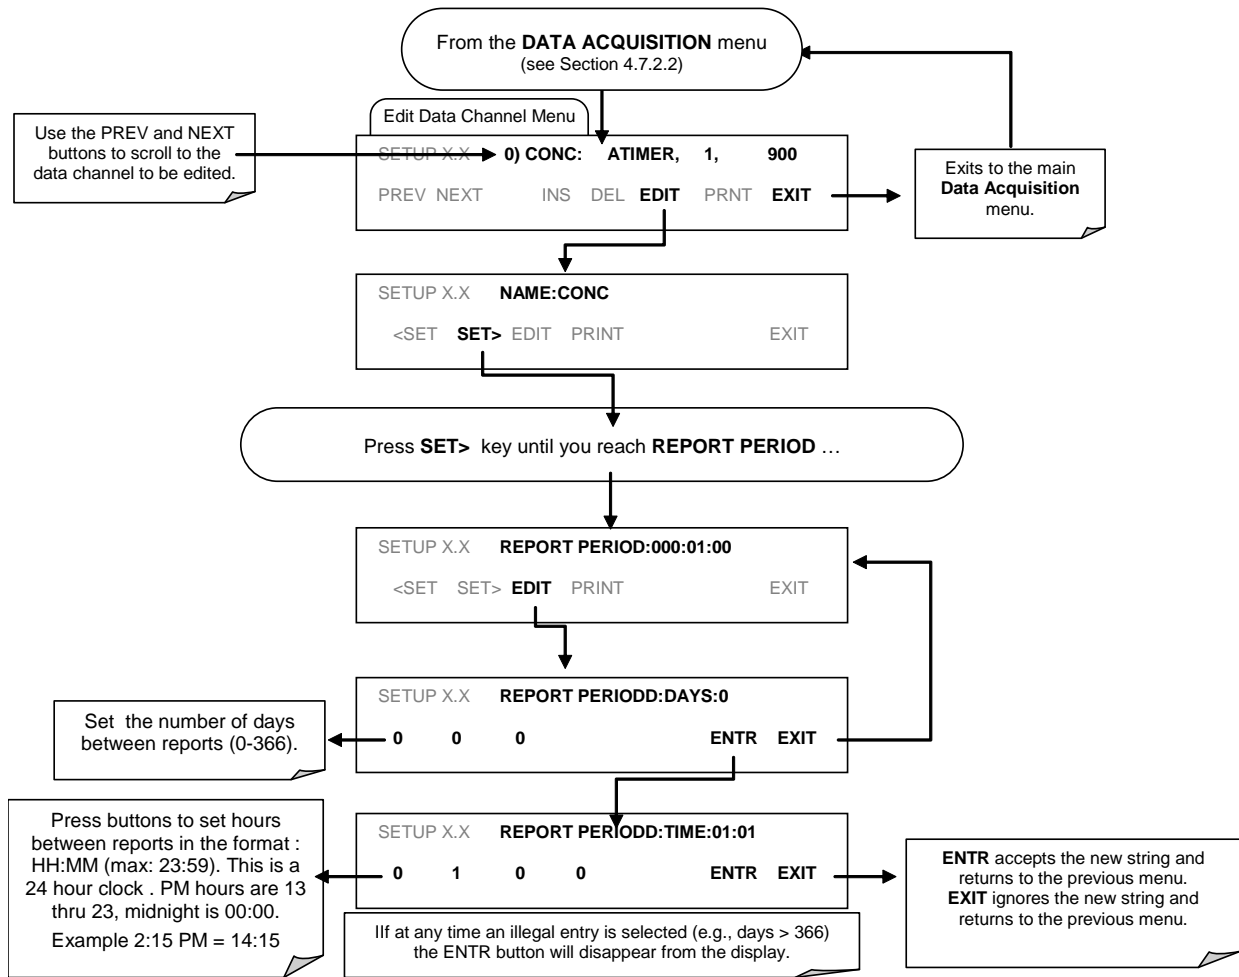 From the DATA ACQUISITION menu
(see Section 4.7.2.2)
Edit Data Channel Menu
Use the PREV and NEXT
buttons to scroll to the
data channel to be edited.
SETUP X.X 0) CONC: ATIMER, 1, 900
PREV NEXT INS DEL EDIT PRNT EXIT
Exits to the main
Data Acquisition
menu.
SETUP X.X NAME:CONC
<SET SET> EDIT PRINT EXIT
Press SET> key until you reach REPORT PERIOD …
SETUP X.X REPORT PERIOD:000:01:00
<SET SET> EDIT PRINT EXIT
SETUP X.X REPORT PERIODD:DAYS:0
0 0 0 ENTR EXIT
Set the number of days
between reports (0-366).
Press buttons to set hours
between reports in the format :
HH:MM (max: 23:59). This is a
24 hour clock . PM hours are 13
thru 23, midnight is 00:00.
Example 2:15 PM = 14:15
SETUP X.X REPORT PERIODD:TIME:01:01
0 1 0 0 ENTR EXIT
ENTR accepts the new string and
returns to the previous menu.
EXIT ignores the new string and
returns to the previous menu.
IIf at any time an illegal entry is selected (e.g., days > 366)
the ENTR button will disappear from the display.